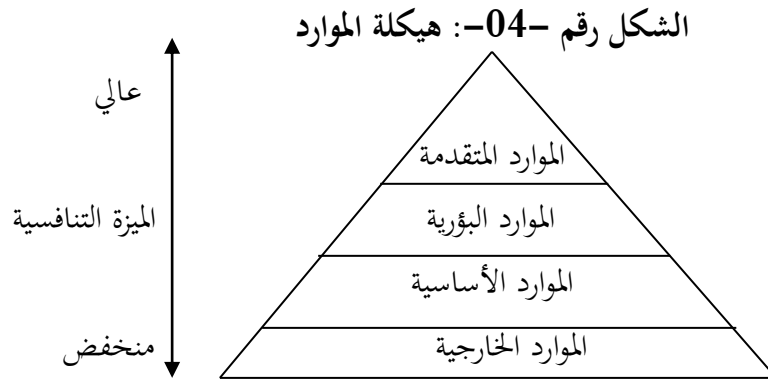 الشكل رقم -04-: هيكلة الموارد
عالي
الموارد المتقدمة
الميزة التنافسية
الموارد البؤرية
الموارد الأساسية
منخفض
الموارد الخارجية